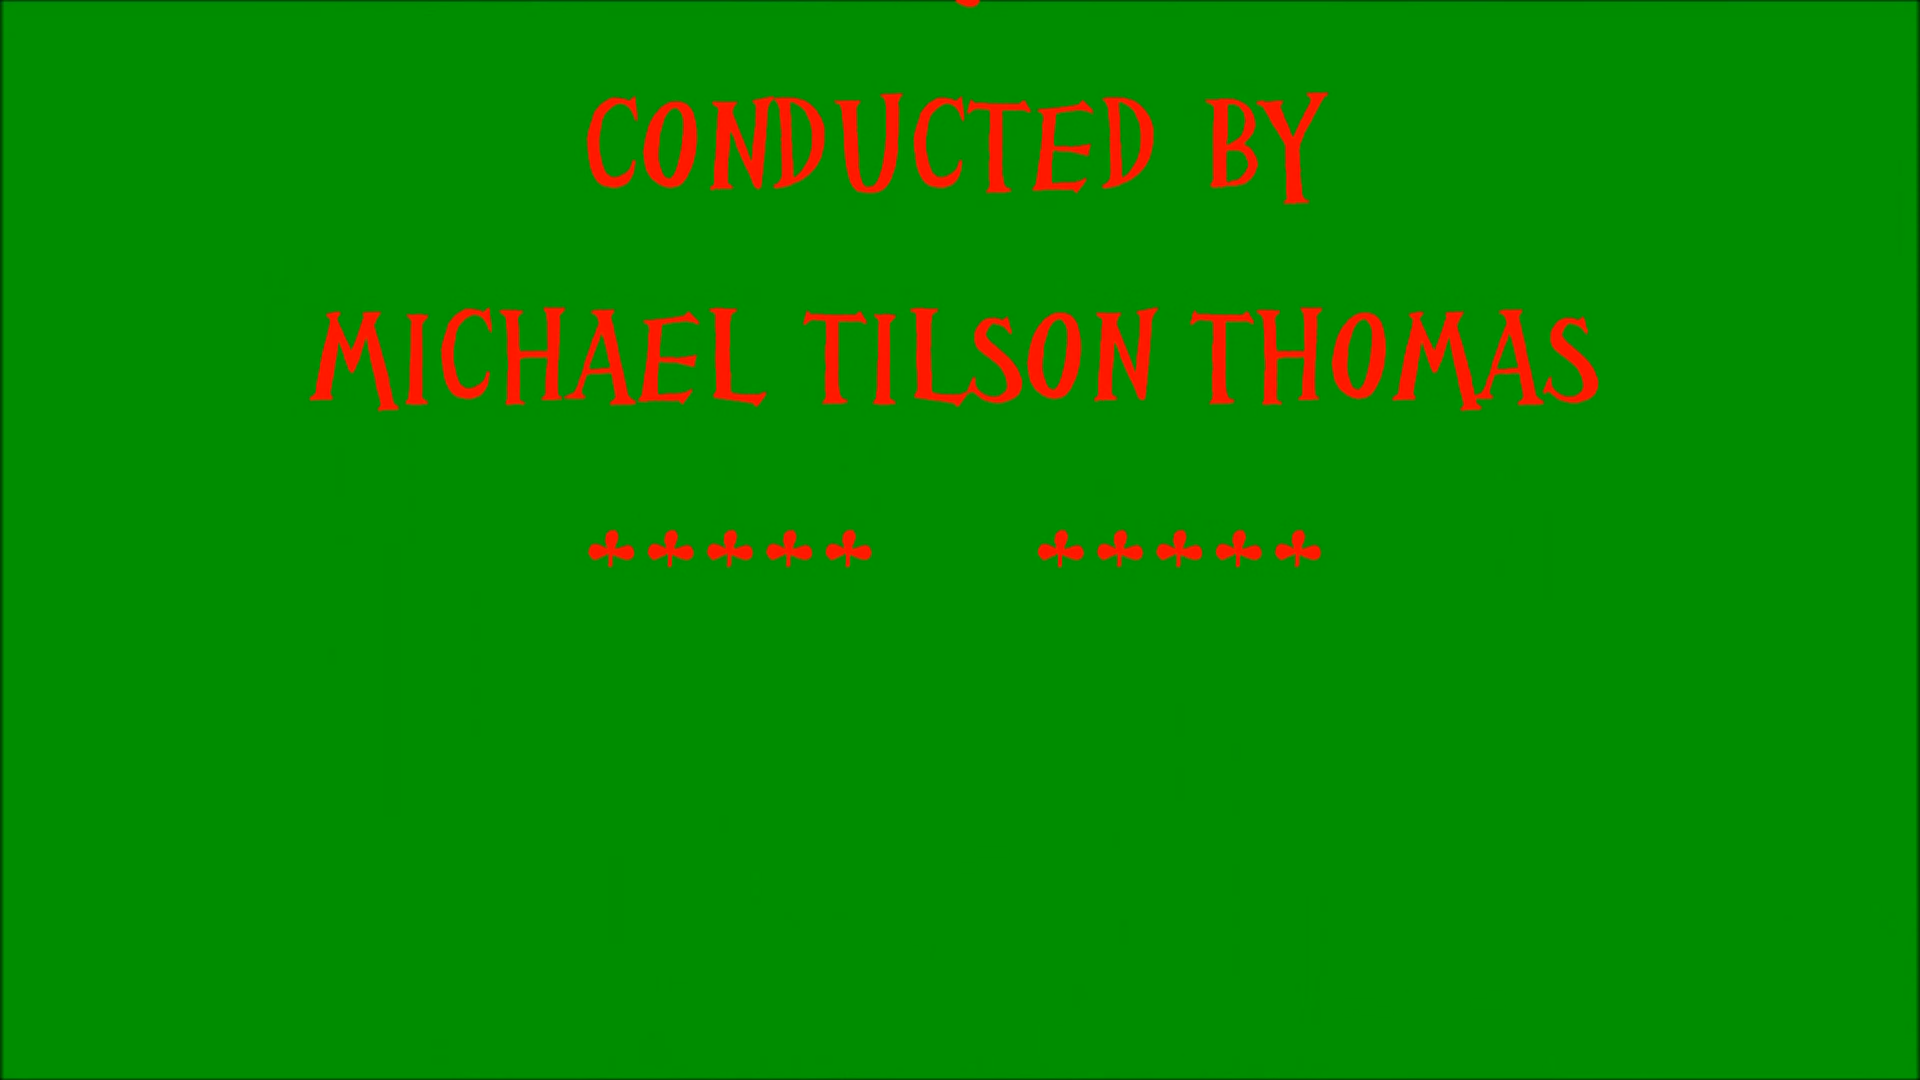 CONDUCTED BY
MICHAEL TILSON THOMAS
♣♣♣♣♣ ♣♣♣♣♣